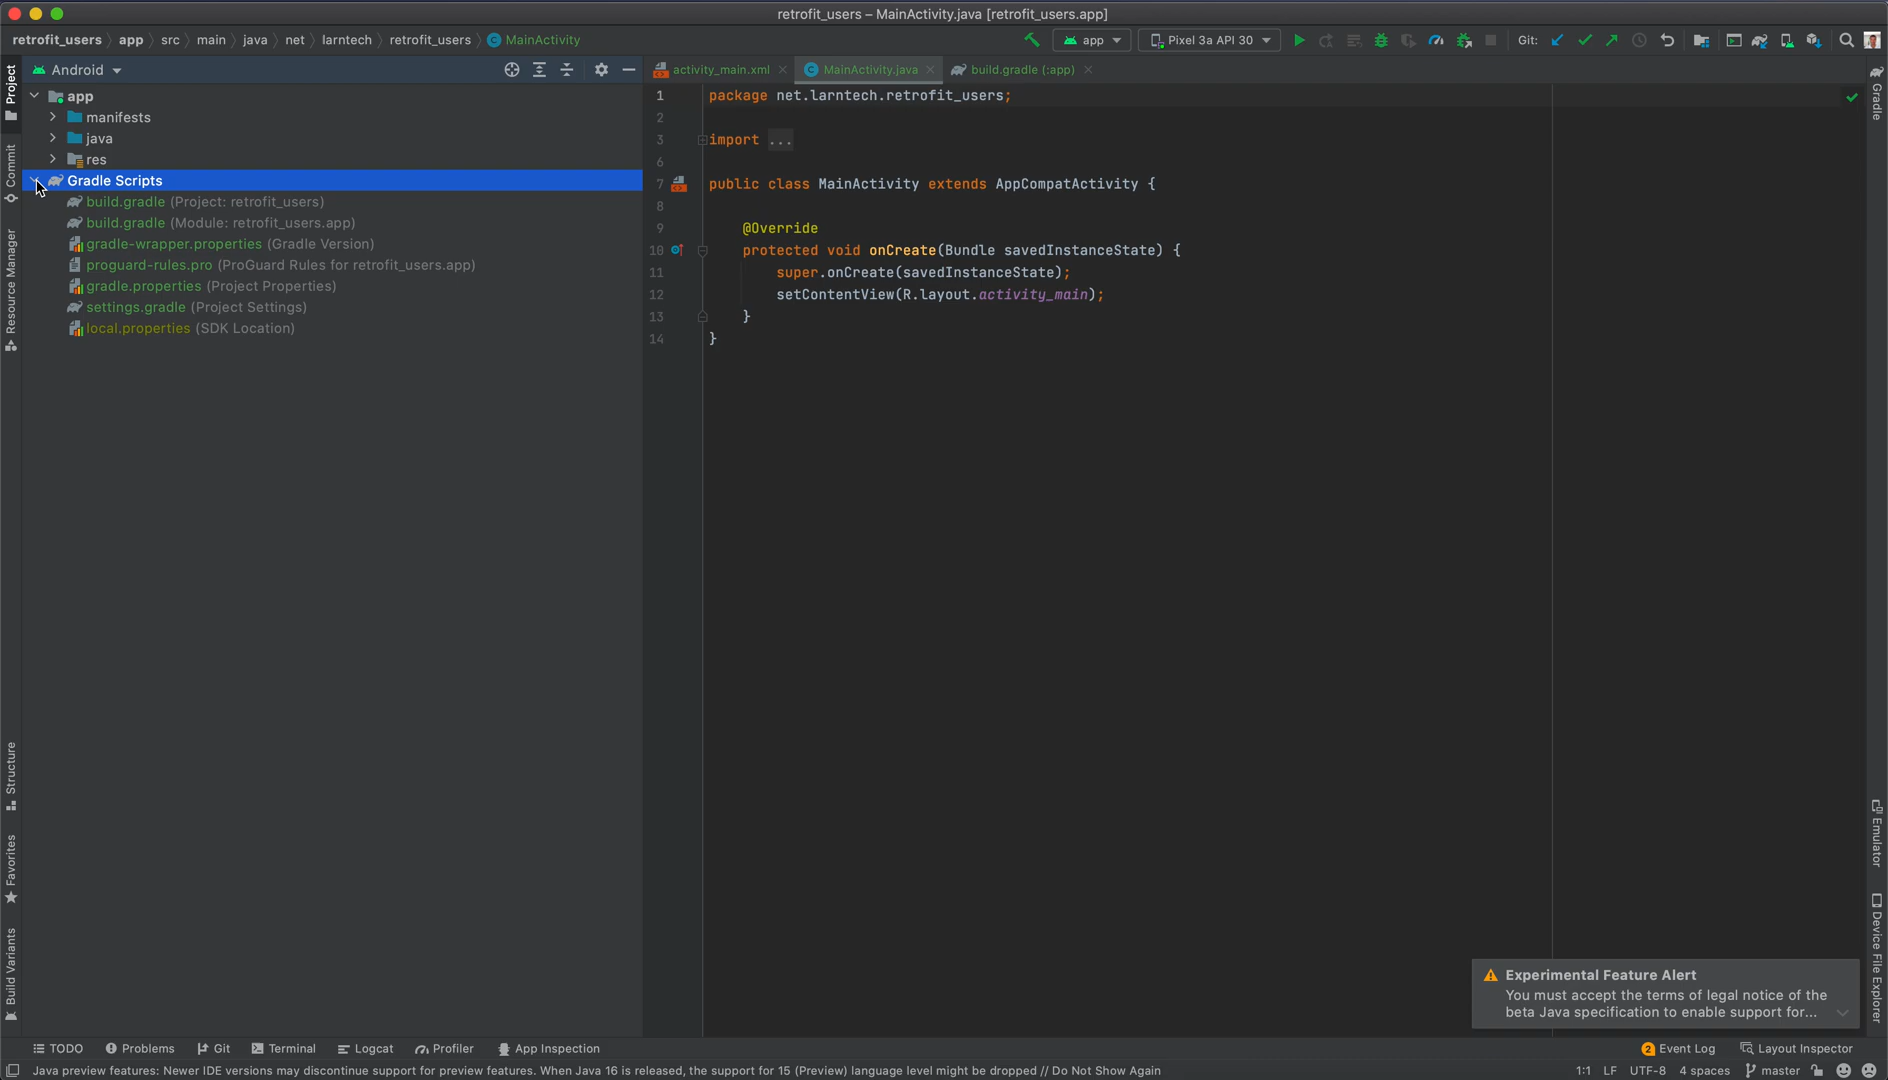 retrofit_users – MainActivity.java [retrofit_users.app]
retrofit_users app src main java net larntech retrofit_users MainActivity
app Pixel 3a API 30 Git:
Project
Commit
Resource Manager
Structure
Favorites
Build Variants
Android
app
manifests
java
res
Gradle Scripts
build.gradle (Project: retrofit_users)
build.gradle (Module: retrofit_users.app)
gradle-wrapper.properties (Gradle Version)
proguard-rules.pro (ProGuard Rules for retrofit_users.app)
gradle.properties (Project Properties)
settings.gradle (Project Settings)
local.properties (SDK Location)
activity_main.xml MainActivity.java build.gradle (:app)
1 package net.larntech.retrofit_users;
2
3 import ...
6
7 public class MainActivity extends AppCompatActivity {
8
9 @Override
10 protected void onCreate(Bundle savedInstanceState) {
11 super.onCreate(savedInstanceState);
12 setContentView(R.layout.activity_main);
13 }
14 }
Gradle
Emulator
Device File Explorer
Experimental Feature Alert
You must accept the terms of legal notice of the
beta Java specification to enable support for...
TODO Problems Git Terminal Logcat Profiler App Inspection 2 Event Log Layout Inspector
Java preview features: Newer IDE versions may discontinue support for preview features. When Java 16 is released, the support for 15 (Preview) language level might be dropped // Do Not Show Again 1:1 LF UTF-8 4 spaces master